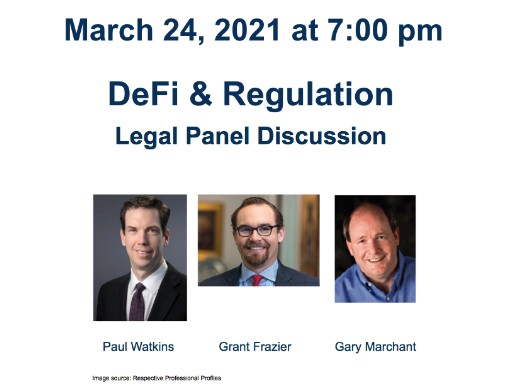 March 24, 2021 at 7:00 pm
DeFi & Regulation
Legal Panel Discussion
Paul Watkins Grant Frazier Gary Marchant
Image source: Respective Professional Profiles